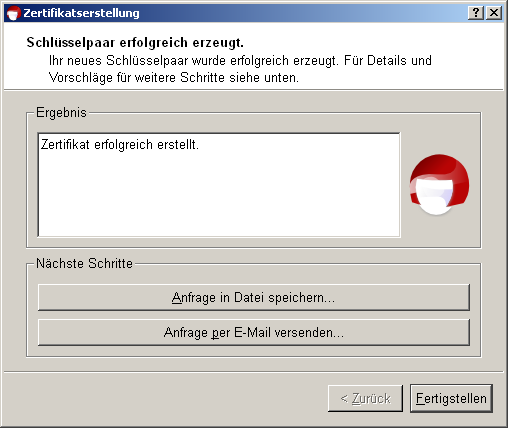 Zertifikatserstellung
Schlüsselpaar erfolgreich erzeugt.
Ihr neues Schlüsselpaar wurde erfolgreich erzeugt. Für Details und
Vorschläge für weitere Schritte siehe unten.
Ergebnis
Zertifikat erfolgreich erstellt.
Nächste Schritte
Anfrage in Datei speichern...
Anfrage per E-Mail versenden...
< Zurück Fertigstellen